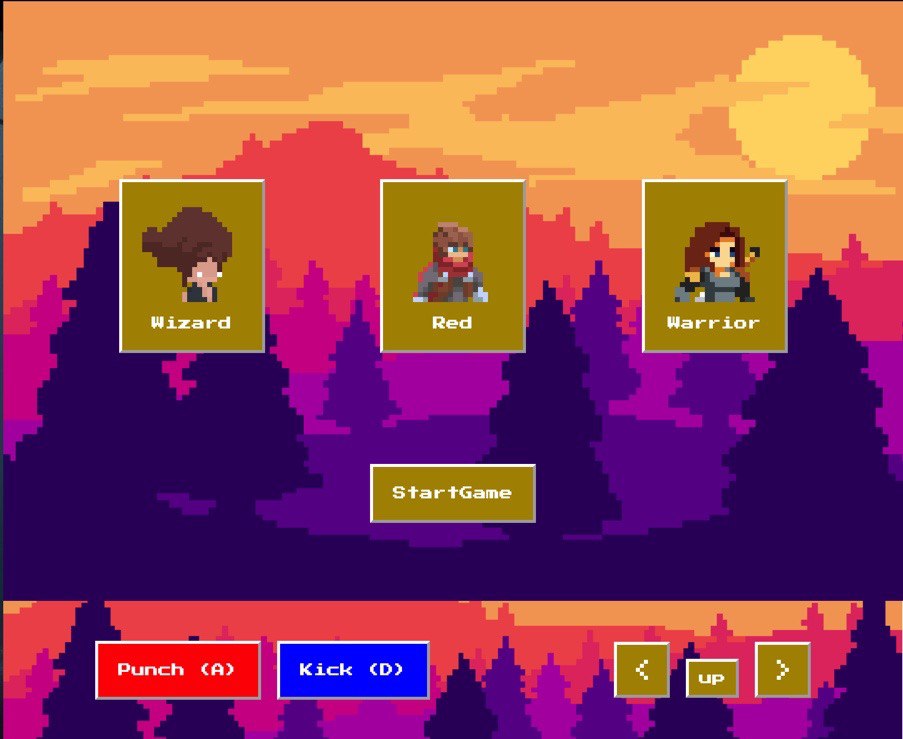 Wizard
Red
Warrior
StartGame
Punch (A)
Kick (D)
<
up
>